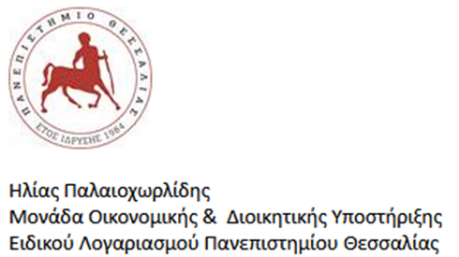 ΠΑΝΕΠΙΣΤΗΜΙΟ ΘΕΣΣΑΛΙΑΣ
ΕΤΟΣ ΙΔΡΥΣΗΣ 1984
Ηλίας Παλαιοχωρλίδης
Μονάδα Οικονομικής & Διοικητικής Υποστήριξης
Ειδικού Λογαριασμού Πανεπιστημίου Θεσσαλίας